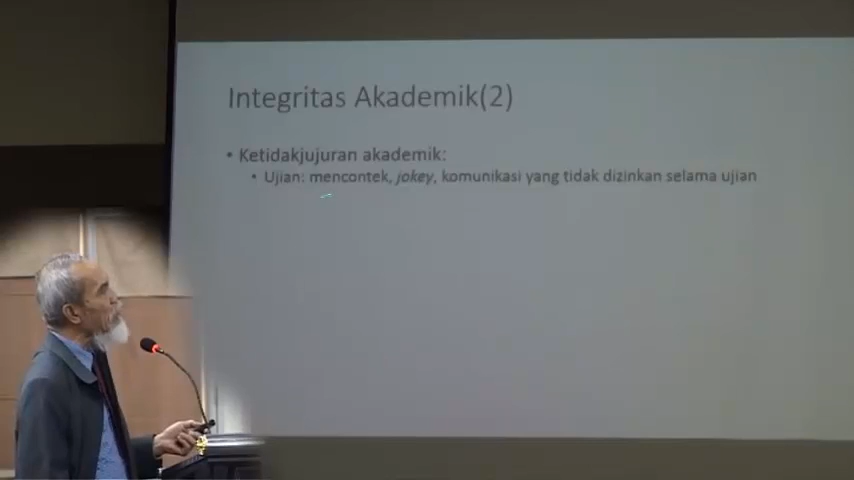 Integritas Akademik(2)
• Ketidakjujuran akademik:
• Ujian: mencontek, jokey, komunikasi yang tidak dizinkan selama ujian